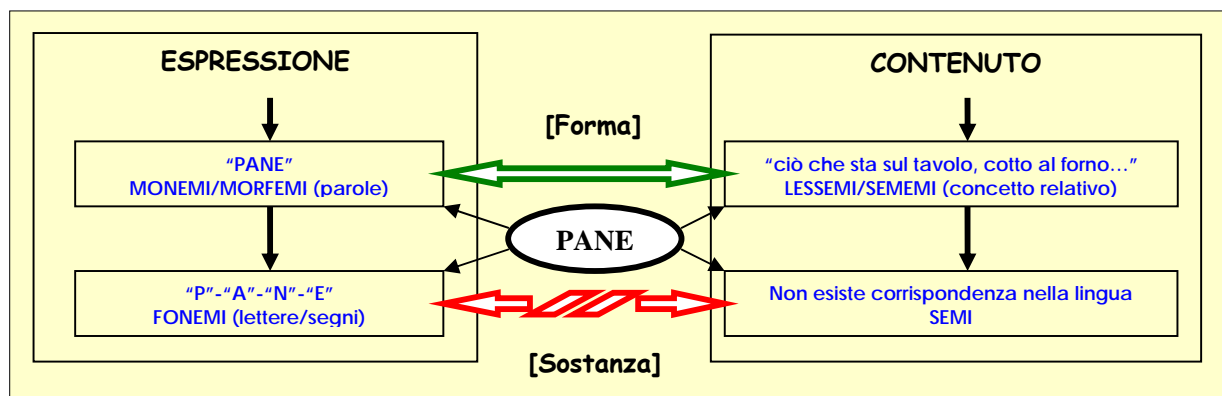 ESPRESSIONE
CONTENUTO
[Forma]
“PANE”
MONEMI/MORFEMI (parole)
“ciò che sta sul tavolo, cotto al forno…”
LESSEMI/SEMEMI (concetto relativo)
PANE
“P”-“A”-“N”-“E”
FONEMI (lettere/segni)
Non esiste corrispondenza nella lingua
SEMI
[Sostanza]